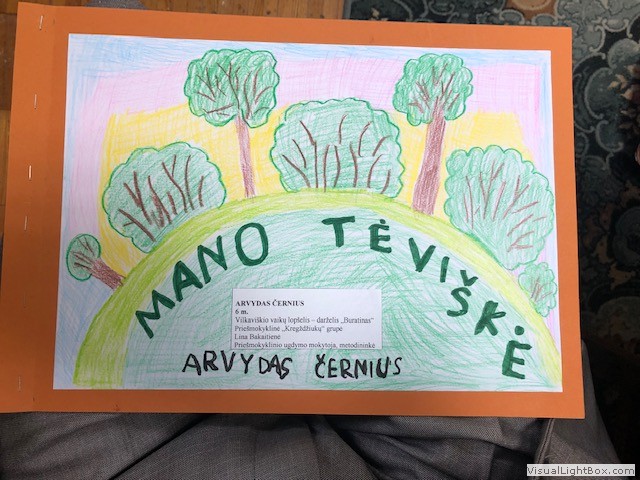 MANO TĖVIŠKĖ
ARVYDAS ČERNIUS
6 m.
Vilkaviškio vaikų lopšelis – darželis „Buratinas“
Priešmokyklinė „Kregždžiukų“ grupė
Lina Bakaitienė
Priešmokyklinio ugdymo mokytoja, metodininkė
ARVYDAS ČERNIUS
VisualLightBox.com